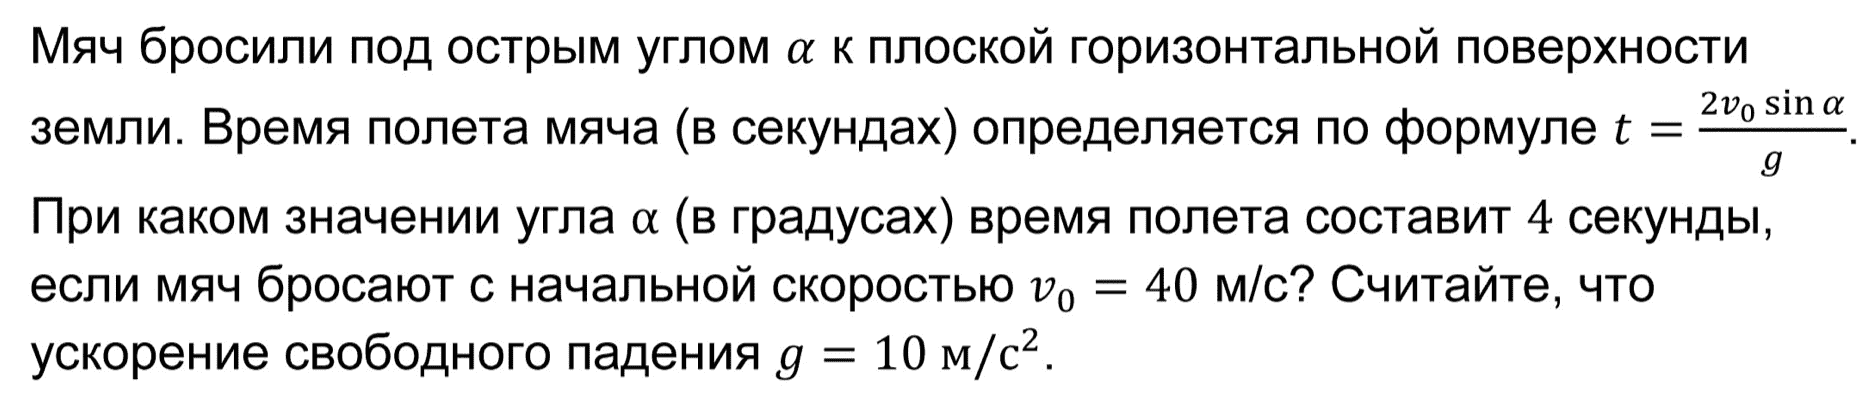 Мяч бросили под острым углом α к плоской горизонтальной поверхности
земли. Время полета мяча (в секундах) определяется по формуле t = \frac{2v_0 \sin α}{g}.
При каком значении угла α (в градусах) время полета составит 4 секунды,
если мяч бросают с начальной скоростью v₀ = 40 м/с? Считайте, что
ускорение свободного падения g = 10 м/с².